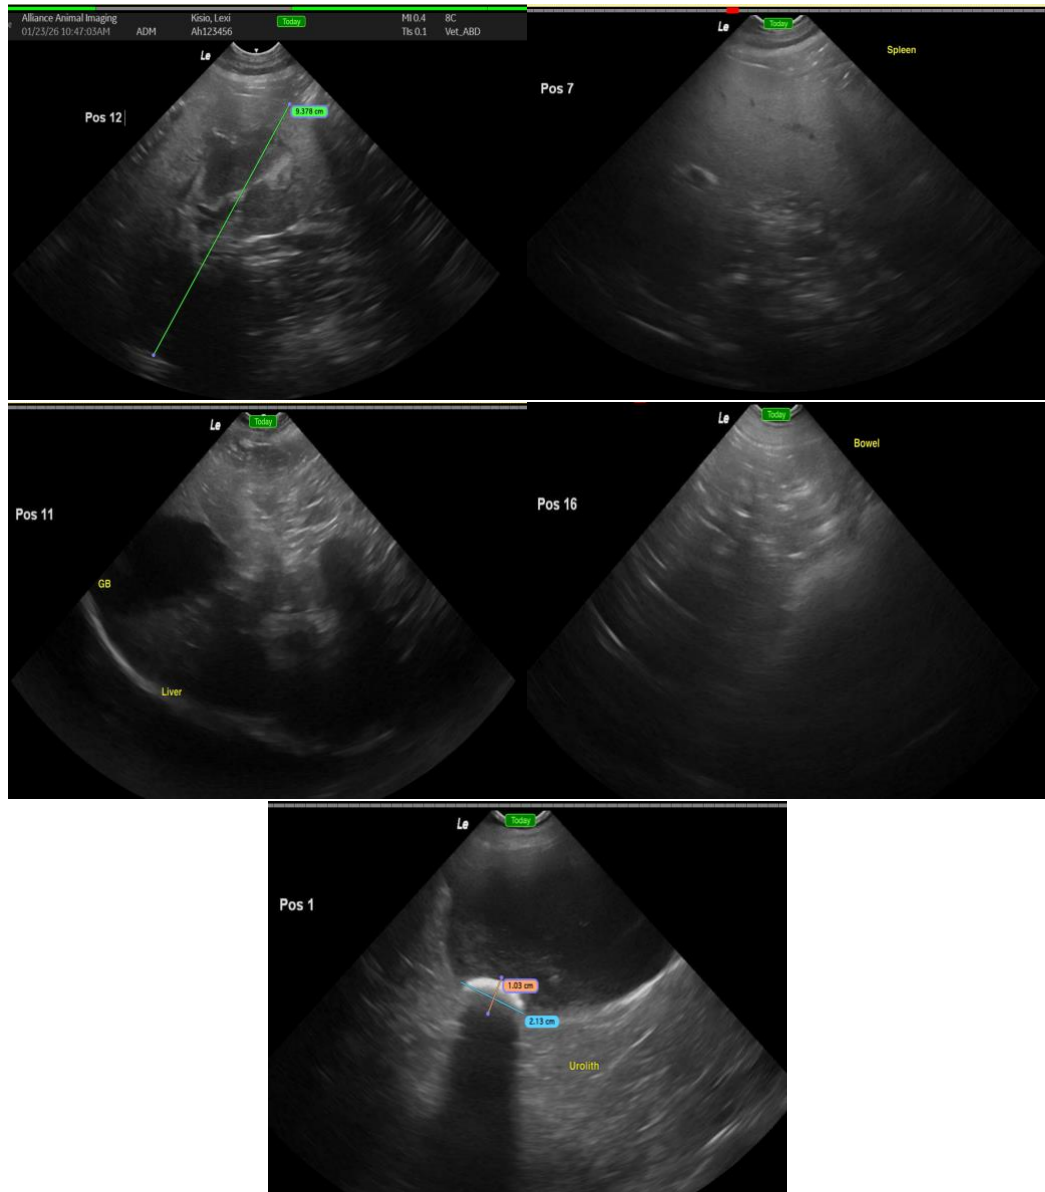 Alliance Animal Imaging Kisio, Lexi MI 0.4 8C
01/23/26 10:47:03AM ADM Ah123456 Today TIs 0.1 Vet_ABD
Le
Pos 12
9.378 cm
Today
Le
Spleen
Pos 7
Today
Le
Pos 11
GB
Liver
Today
Le
Bowel
Pos 16
Today
Le
Pos 1
1.03 cm
2.13 cm
Urolith